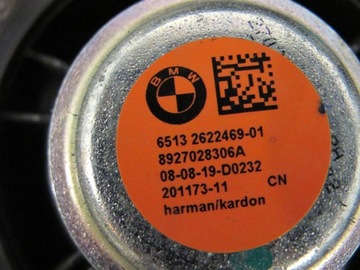 BMW
6513 2622469-01
8927028306A
08-08-19-D0232
201173-11 CN
harman/kardon